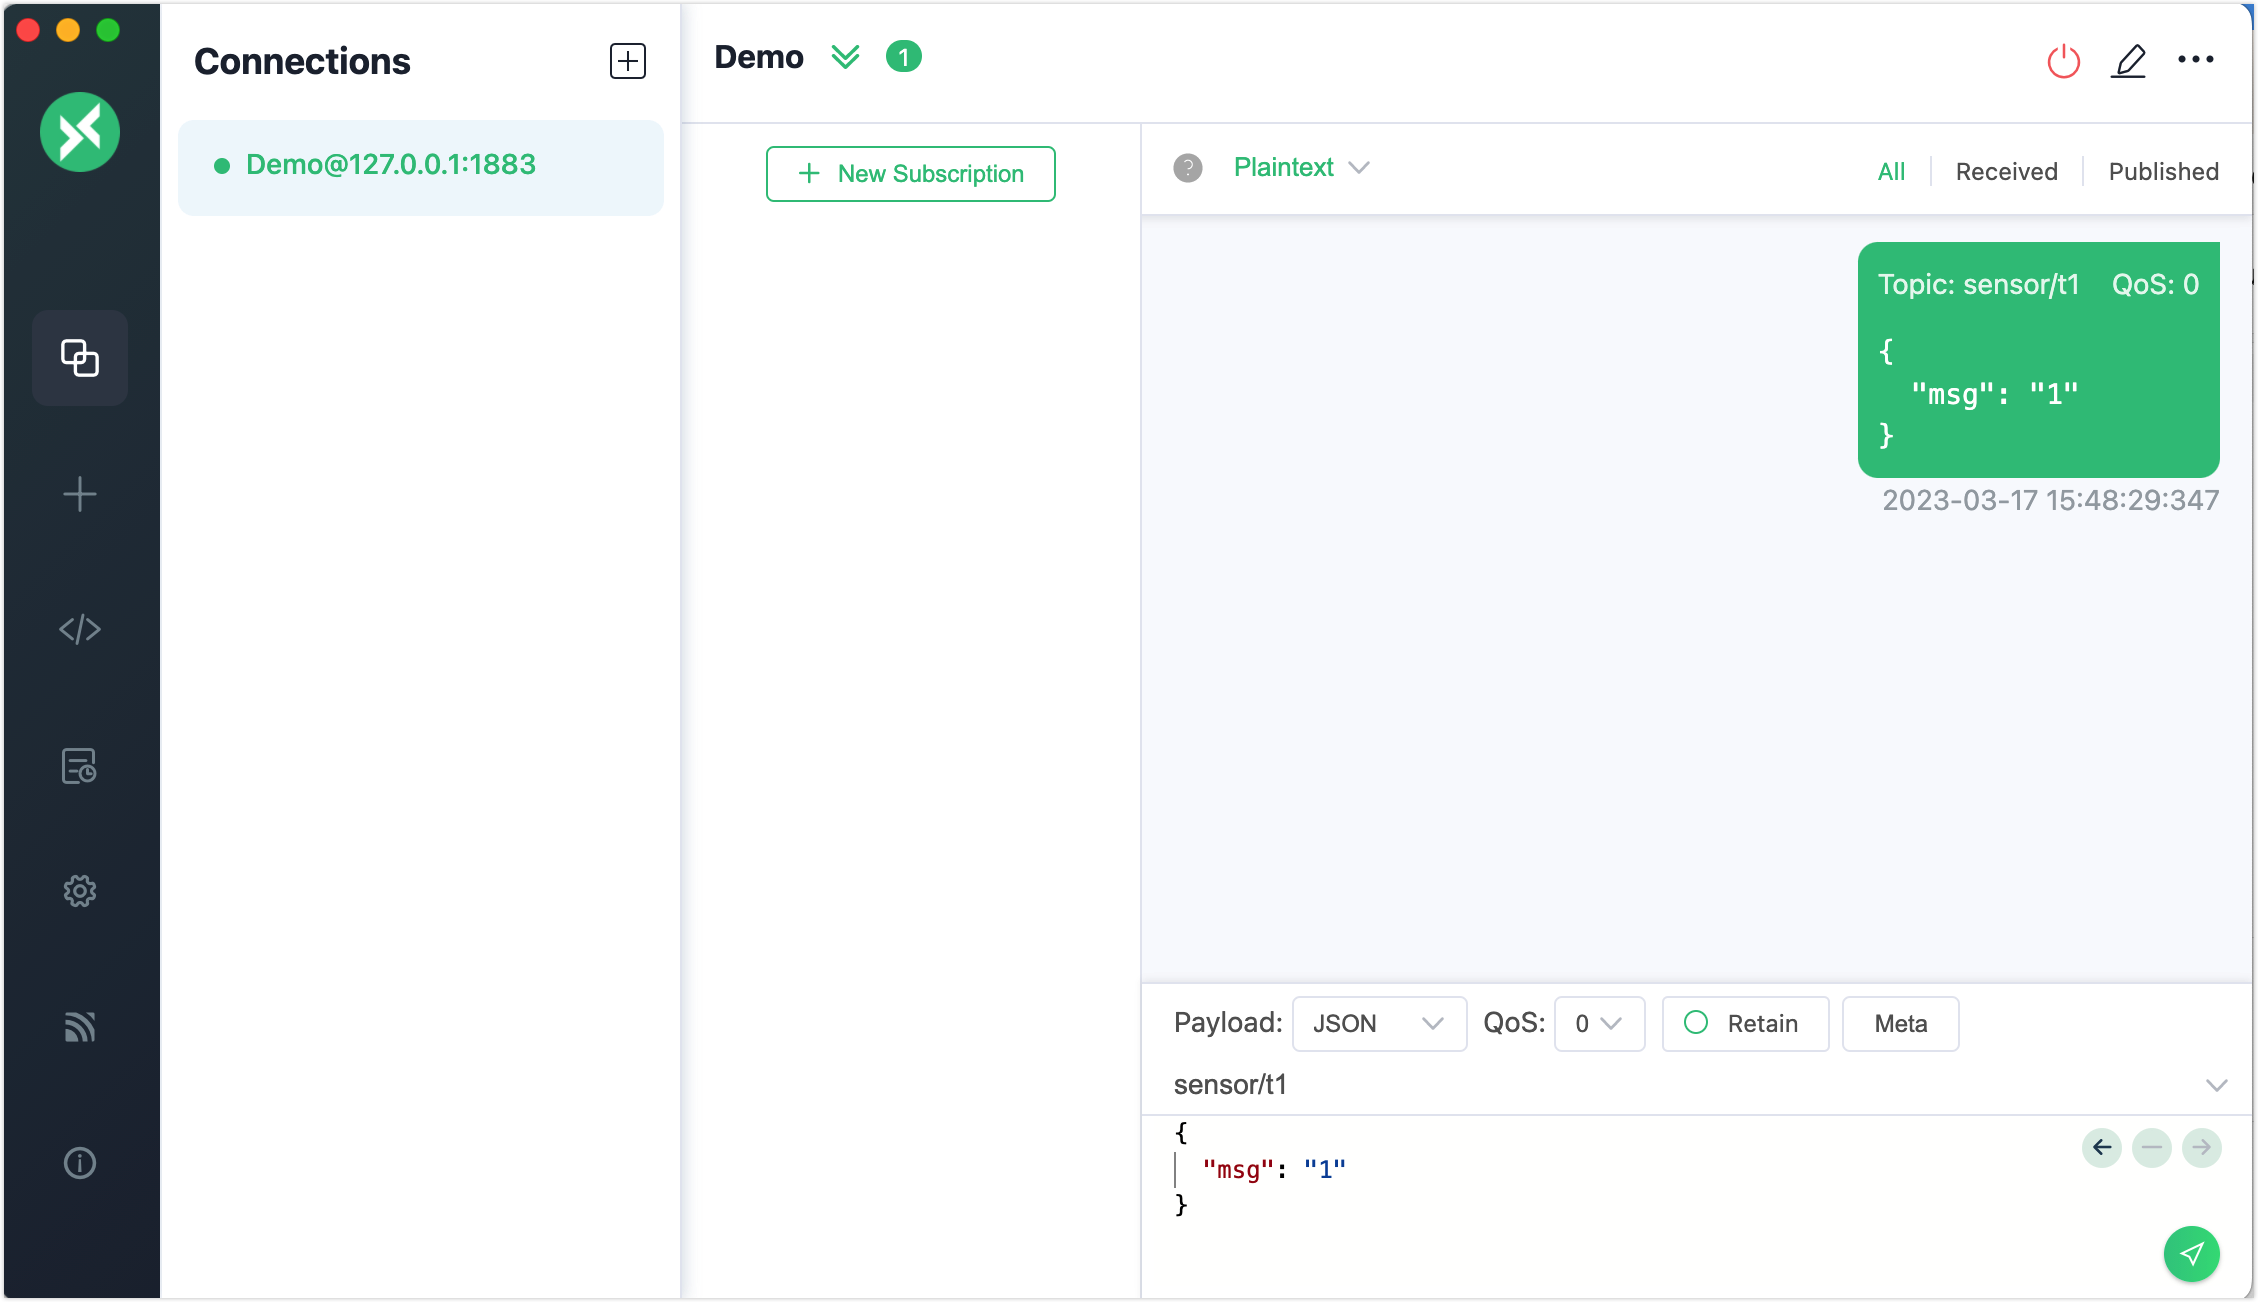 Connections
Demo@127.0.0.1:1883
Demo 1
New Subscription
? Plaintext
All Received Published
Topic: sensor/t1 QoS: 0
{
"msg": "1"
}
2023-03-17 15:48:29:347
Payload: JSON QoS: 0 Retain Meta
sensor/t1
{
"msg": "1"
}